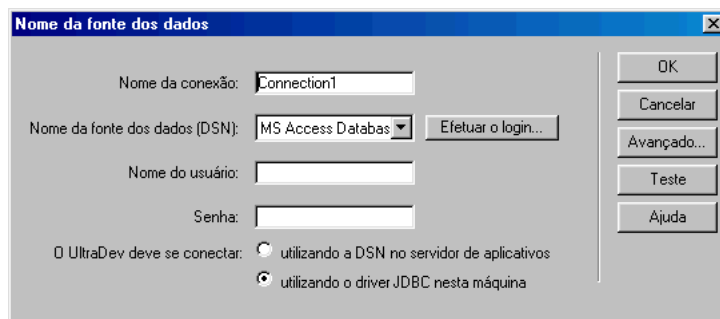 Nome da fonte dos dados
Nome da conexão: Connection1
Nome da fonte dos dados (DSN): MS Access Databas Efetuar o login...
Nome do usuário:
Senha:
O UltraDev deve se conectar: utilizando a DSN no servidor de aplicativos
utilizando o driver JDBC nesta máquina
OK
Cancelar
Avançado...
Teste
Ajuda